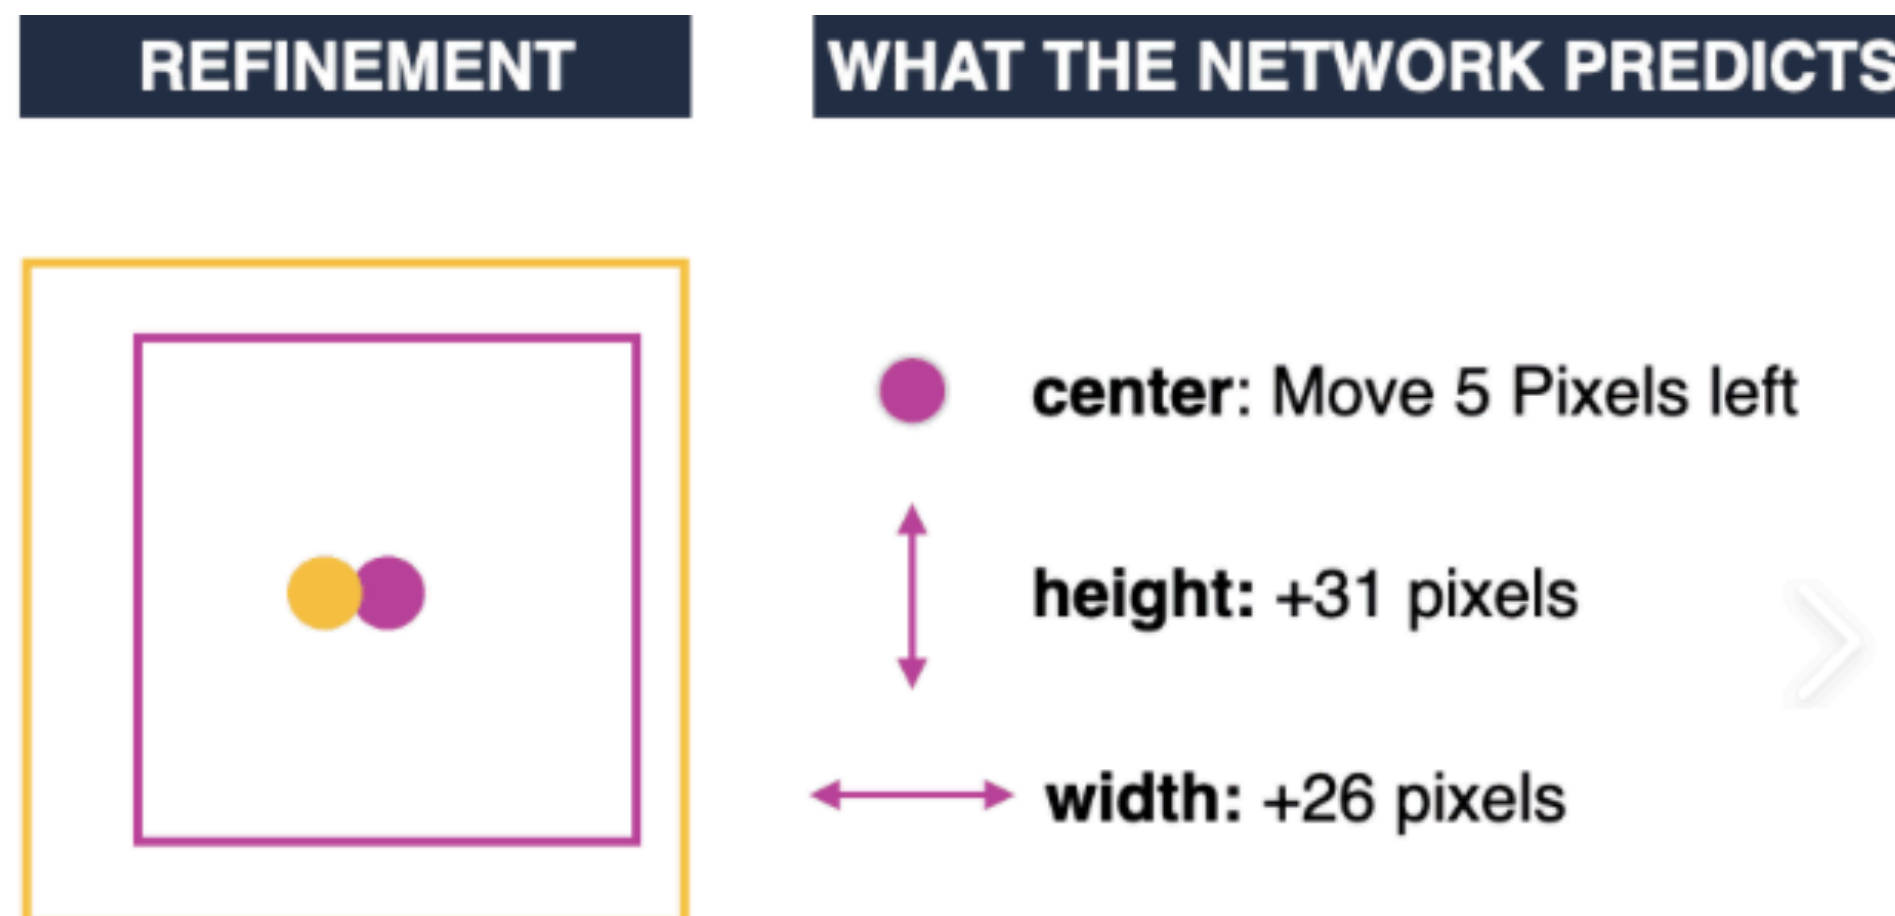 REFINEMENT
WHAT THE NETWORK PREDICTS
center: Move 5 Pixels left
height: +31 pixels
width: +26 pixels